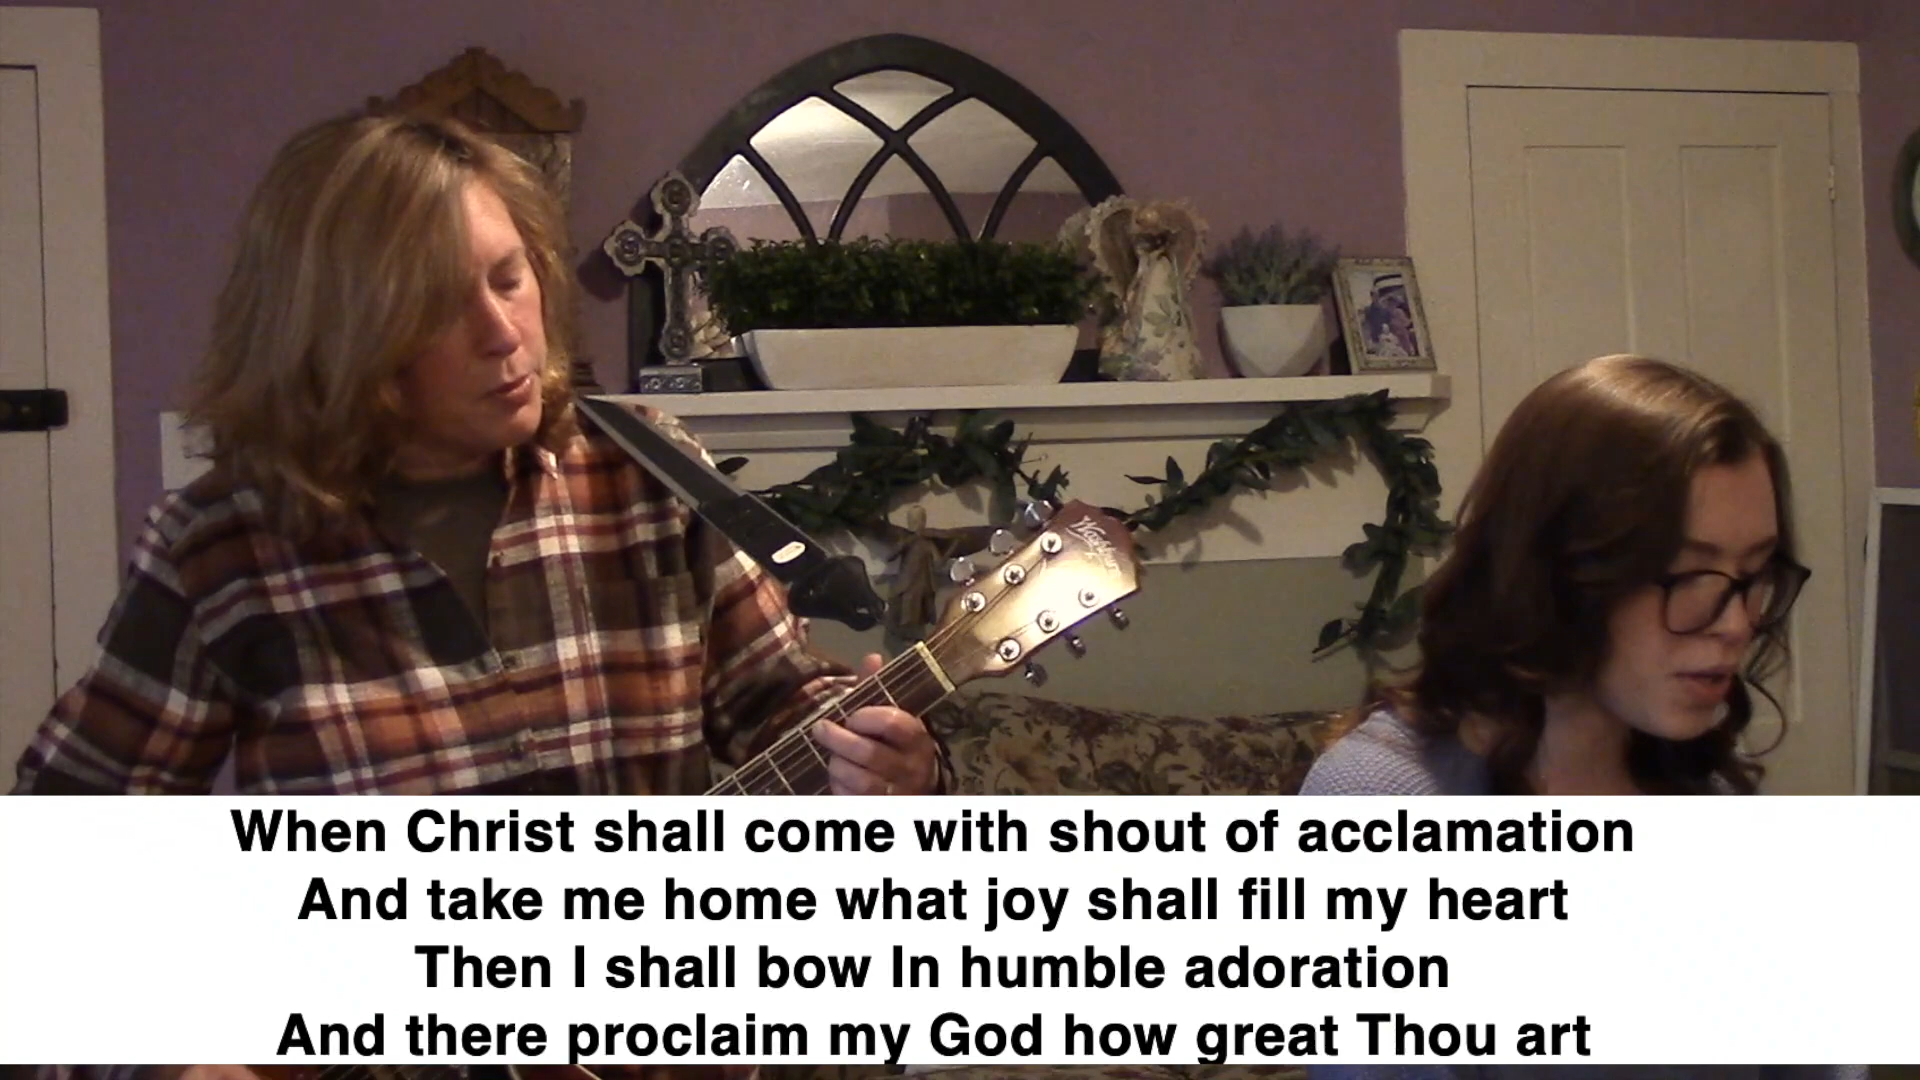 When Christ shall come with shout of acclamation
And take me home what joy shall fill my heart
Then I shall bow In humble adoration
And there proclaim my God how great Thou art